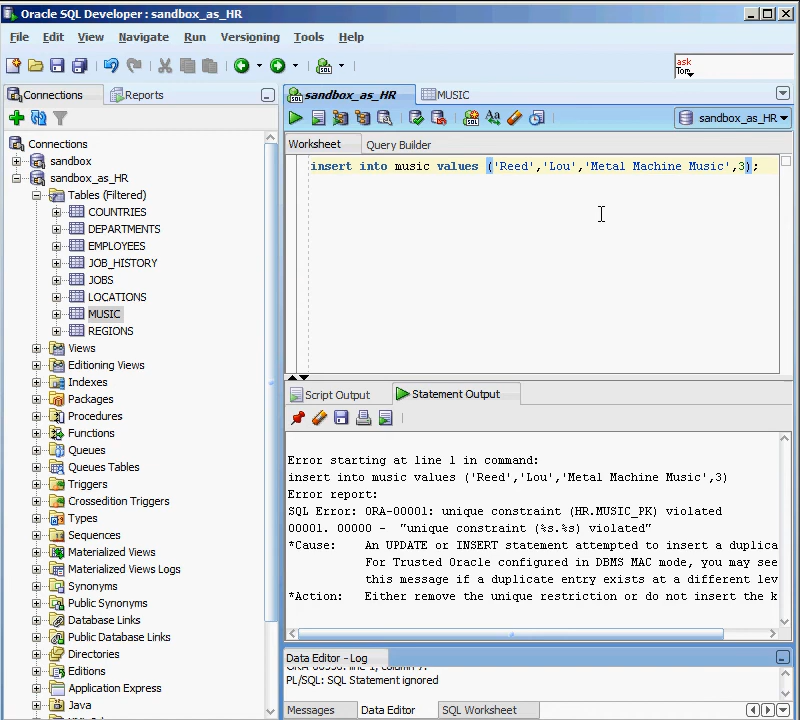 Oracle SQL Developer : sandbox_as_HR
File Edit View Navigate Run Versioning Tools Help
ask
Tom
Connections
Reports
sandbox_as_HR
MUSIC
SQL
Aa
sandbox_as_HR
Worksheet
Query Builder
insert into music values ('Reed','Lou','Metal Machine Music',3);
Connections
sandbox
sandbox_as_HR
Tables (Filtered)
COUNTRIES
DEPARTMENTS
EMPLOYEES
JOB_HISTORY
JOBS
LOCATIONS
MUSIC
REGIONS
Views
Editioning Views
Indexes
Packages
Procedures
Functions
Queues
Queues Tables
Triggers
Crossedition Triggers
Types
Sequences
Materialized Views
Materialized Views Logs
Synonyms
Public Synonyms
Database Links
Public Database Links
Directories
Editions
Application Express
Java
Script Output
Statement Output
Error starting at line 1 in command:
insert into music values ('Reed','Lou','Metal Machine Music',3)
Error report:
SQL Error: ORA-00001: unique constraint (HR.MUSIC_PK) violated
00001. 00000 - "unique constraint (%s.%s) violated"
*Cause: An UPDATE or INSERT statement attempted to insert a duplica
For Trusted Oracle configured in DBMS MAC mode, you may see
this message if a duplicate entry exists at a different lev
*Action: Either remove the unique restriction or do not insert the k
Data Editor - Log
PL/SQL: SQL Statement ignored
Messages
Data Editor
SQL Worksheet